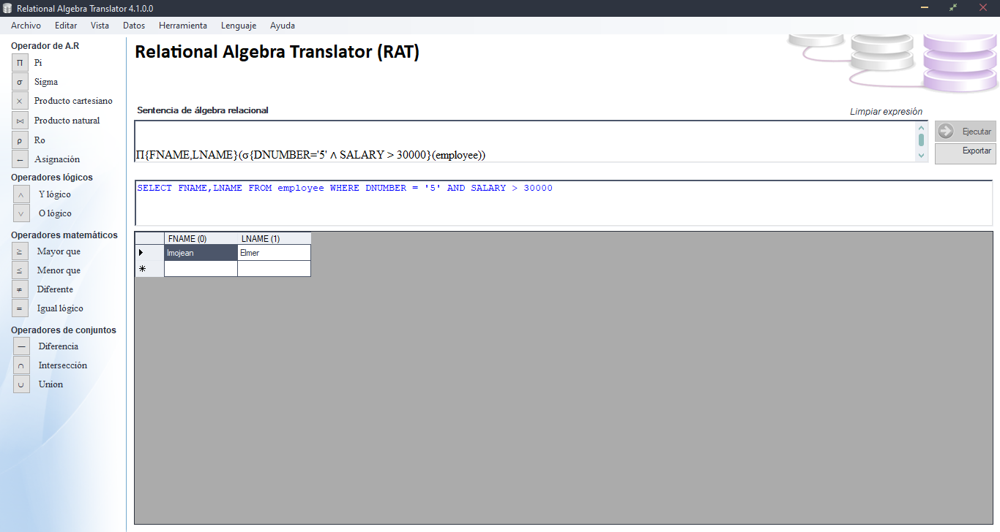 Relational Algebra Translator 4.1.0.0
Archivo Editar Vista Datos Herramienta Lenguaje Ayuda
Operador de A.R
Π Pi
σ Sigma
× Producto cartesiano
⋈ Producto natural
ρ Ro
← Asignación
Operadores lógicos
∧ Y lógico
∨ O lógico
Operadores matemáticos
≥ Mayor que
≤ Menor que
≠ Diferente
= Igual lógico
Operadores de conjuntos
— Diferencia
∩ Intersección
∪ Union
Relational Algebra Translator (RAT)
Sentencia de álgebra relacional
Limpiar expresión
Π{FNAME,LNAME}(σ{DNUMBER='5' ∧ SALARY > 30000}(employee))
Ejecutar
Exportar
SELECT FNAME,LNAME FROM employee WHERE DNUMBER = '5' AND SALARY > 30000
FNAME (0) LNAME (1)
Imojean Elmer